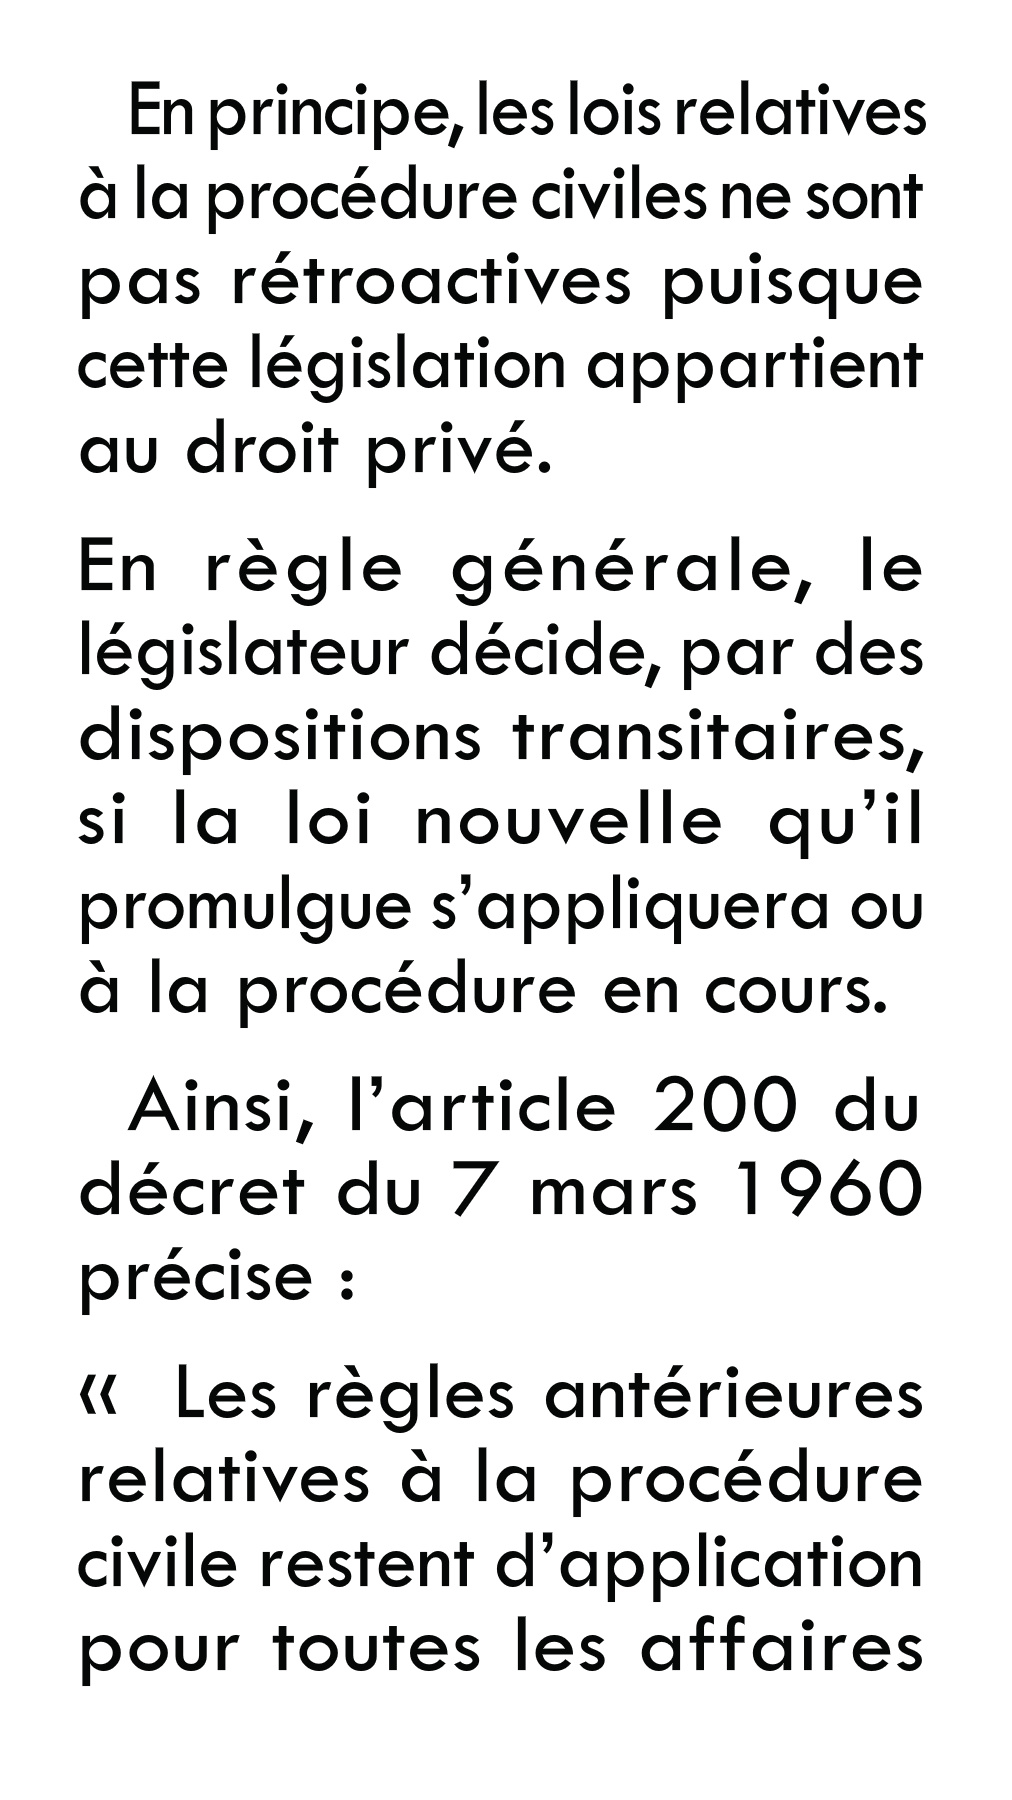 En principe, les lois relatives
à la procédure civiles ne sont
pas rétroactives puisque
cette législation appartient
au droit privé.
En règle générale, le
législateur décide, par des
dispositions transitaires,
si la loi nouvelle qu’il
promulgue s’appliquera ou
à la procédure en cours.
Ainsi, l’article 200 du
décret du 7 mars 1960
précise :
« Les règles antérieures
relatives à la procédure
civile restent d’application
pour toutes les affaires